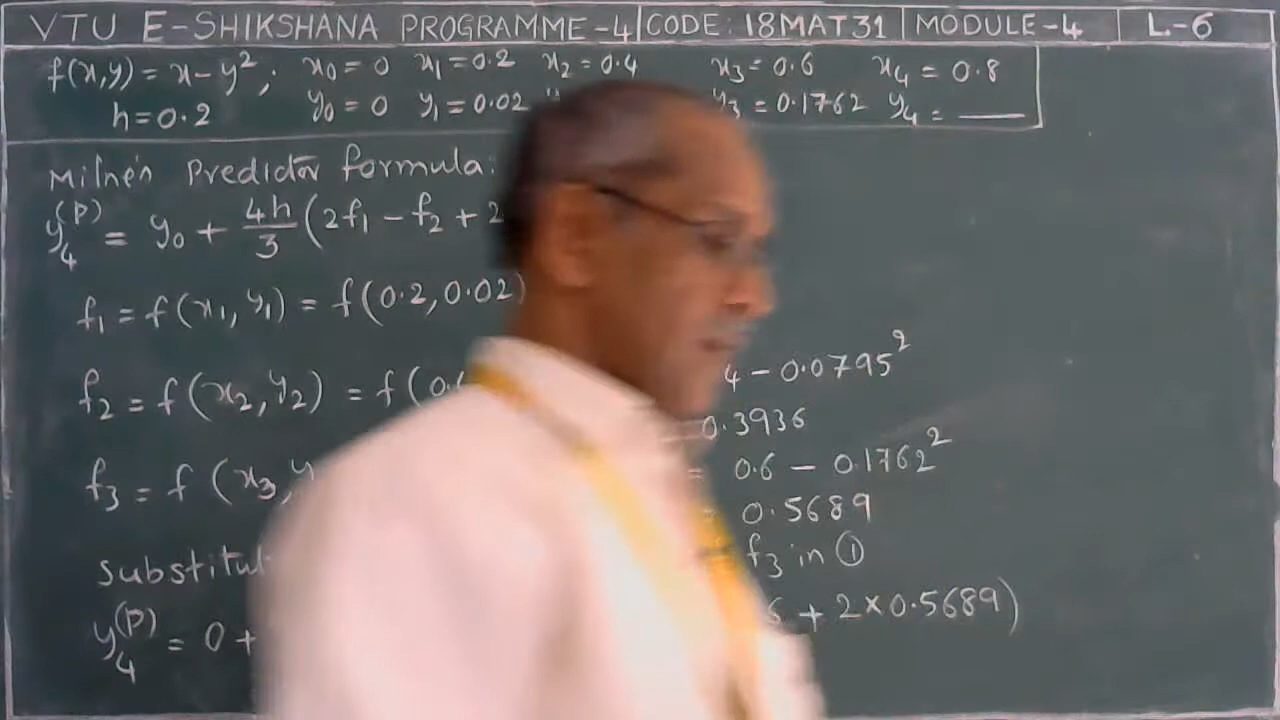 VTU E-SHIKSHANA PROGRAMME-4 CODE: 18MAT31 MODULE-4 L-6
f(x,y) = x-y²; x₀ = 0 x₁ = 0.2 x₂ = 0.4 x₃ = 0.6 x₄ = 0.8
h = 0.2 y₀ = 0 y₁ = 0.02 y₃ = 0.1762 y₄ = ___
Milne's Predictor formula:
y₄⁽ᵖ⁾ = y₀ + 4h/3 (2f₁ - f₂ + 2
f₁ = f(x₁, y₁) = f(0.2, 0.02)
f₂ = f(x₂, y₂) = f(0. 4 - 0.0795²
= 0.3936
f₃ = f (x₃, y = 0.6 - 0.1762²
0.5689
f₃ in ①
y₄⁽ᵖ⁾ = 0 + 6 + 2×0.5689)